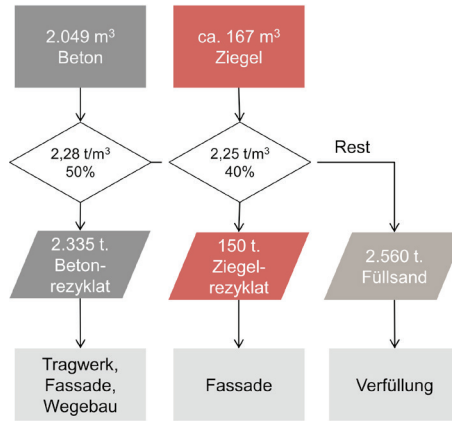 2.049 m³
Beton
ca. 167 m³
Ziegel
2,28 t/m³
50%
2,25 t/m³
40%
Rest
2.335 t.
Beton-
rezyklat
150 t.
Ziegel-
rezyklat
2.560 t.
Füllsand
Tragwerk,
Fassade,
Wegebau
Fassade
Verfüllung